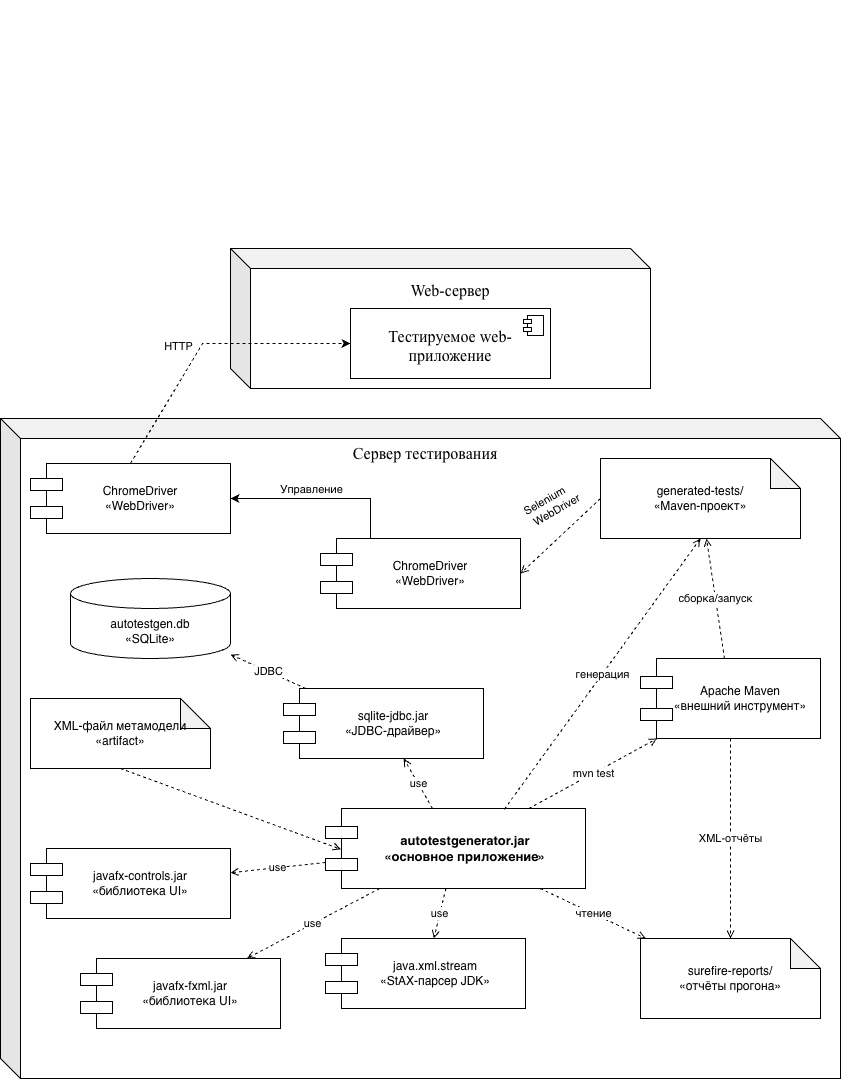 Web-сервер
HTTP
Тестируемое web-
приложение
Сервер тестирования
ChromeDriver
«WebDriver»
Управление
Selenium
WebDriver
generated-tests/
«Maven-проект»
ChromeDriver
«WebDriver»
autotestgen.db
«SQLite»
сборка/запуск
JDBC
генерация
Apache Maven
«внешний инструмент»
XML-файл метамодели
«artifact»
sqlite-jdbc.jar
«JDBC-драйвер»
use
mvn test
autotestgenerator.jar
«основное приложение»
XML-отчёты
javafx-controls.jar
«библиотека UI»
use
use
use
чтение
javafx-fxml.jar
«библиотека UI»
java.xml.stream
«StAX-парсер JDK»
surefire-reports/
«отчёты прогона»